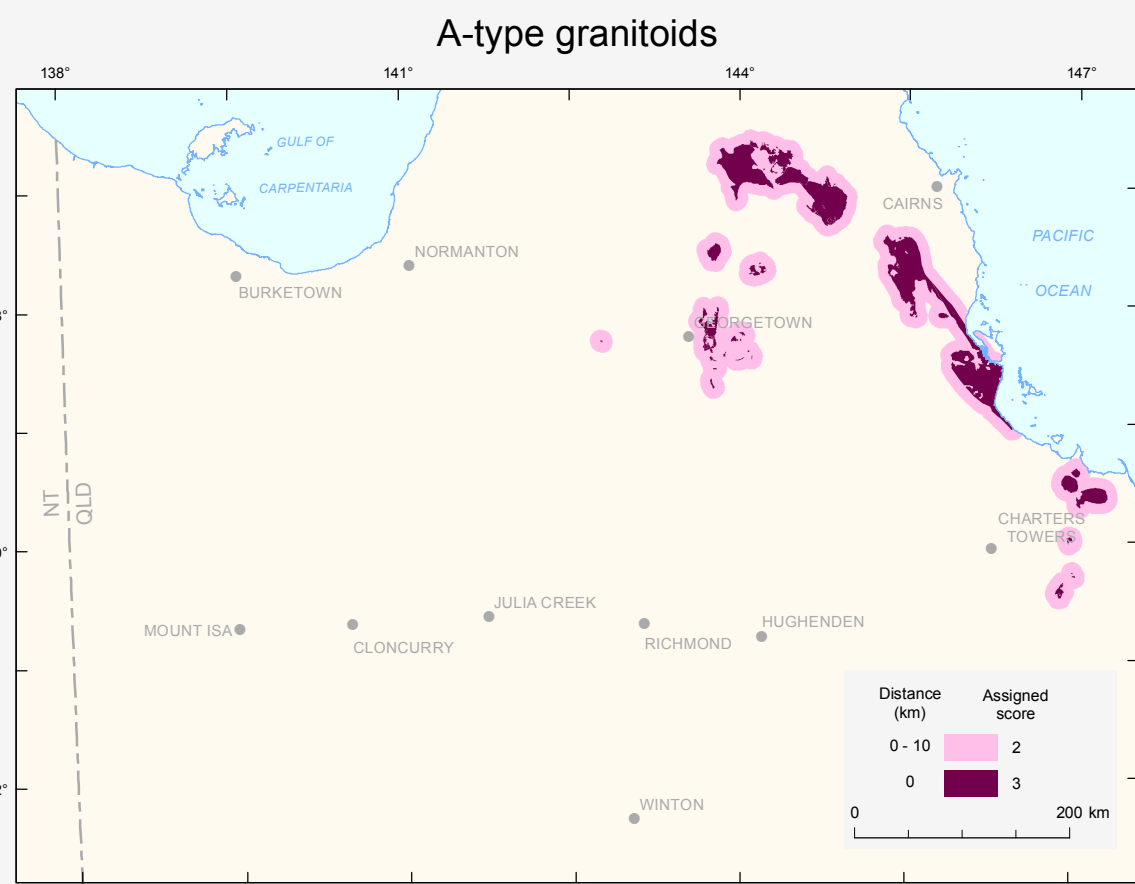 A-type granitoids
138°
141°
144°
147°
GULF OF
CARPENTARIA
CAIRNS
PACIFIC
OCEAN
NORMANTON
BURKETOWN
GEORGETOWN
NT
QLD
CHARTERS
TOWERS
JULIA CREEK
MOUNT ISA
CLONCURRY
RICHMOND
HUGHENDEN
WINTON
Distance
(km)
Assigned
score
0 - 10
2
0
3
0
200 km